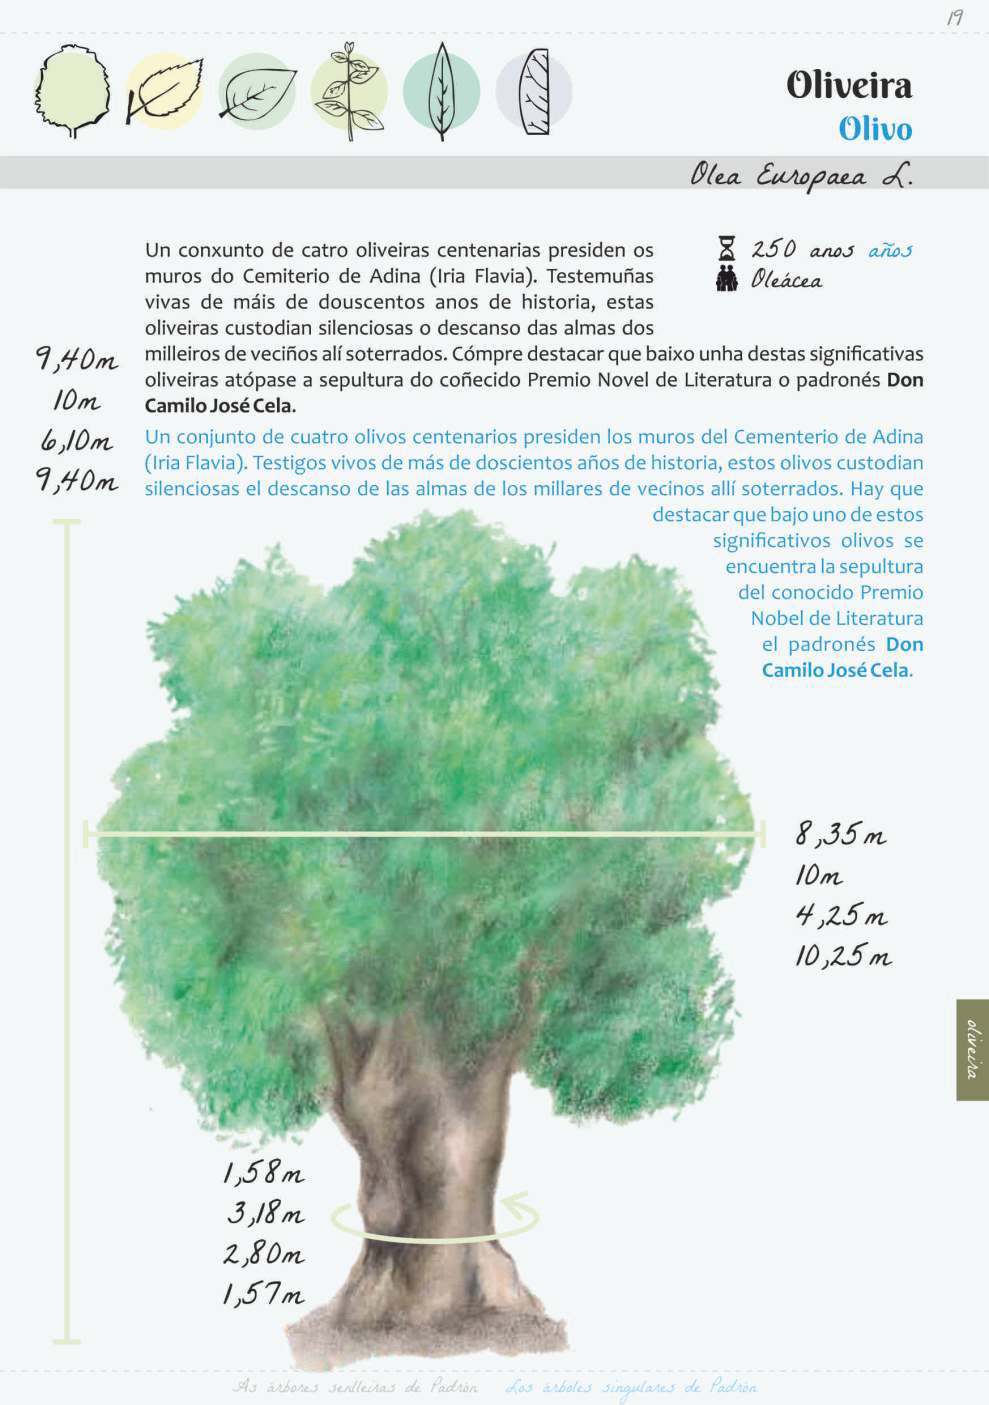 19
Oliveira
Olivo
Olea Europaea L.
Un conxunto de catro oliveiras centenarias presiden os
muros do Cemiterio de Adina (Iria Flavia). Testemuñas
vivas de máis de douscentos anos de historia, estas
oliveiras custodian silenciosas o descanso das almas dos
milleiros de veciños alí soterrados. Cómpre destacar que baixo unha destas significativas
oliveiras atópase a sepultura do coñecido Premio Novel de Literatura o padronés Don
Camilo José Cela.
250 anos años
Oleácea
9,40m
10m
6,10m
9,40m
Un conjunto de cuatro olivos centenarios presiden los muros del Cementerio de Adina
(Iria Flavia). Testigos vivos de más de doscientos años de historia, estos olivos custodian
silenciosas el descanso de las almas de los millares de vecinos allí soterrados. Hay que
destacar que bajo uno de estos
significativos olivos se
encuentra la sepultura
del conocido Premio
Nobel de Literatura
el padronés Don
Camilo José Cela.
8,35m
10m
4,25m
10,25m
oliveira
1,58m
3,18m
2,80m
1,57m
As árbores senlleiras de Padrón Los árboles singulares de Padrón